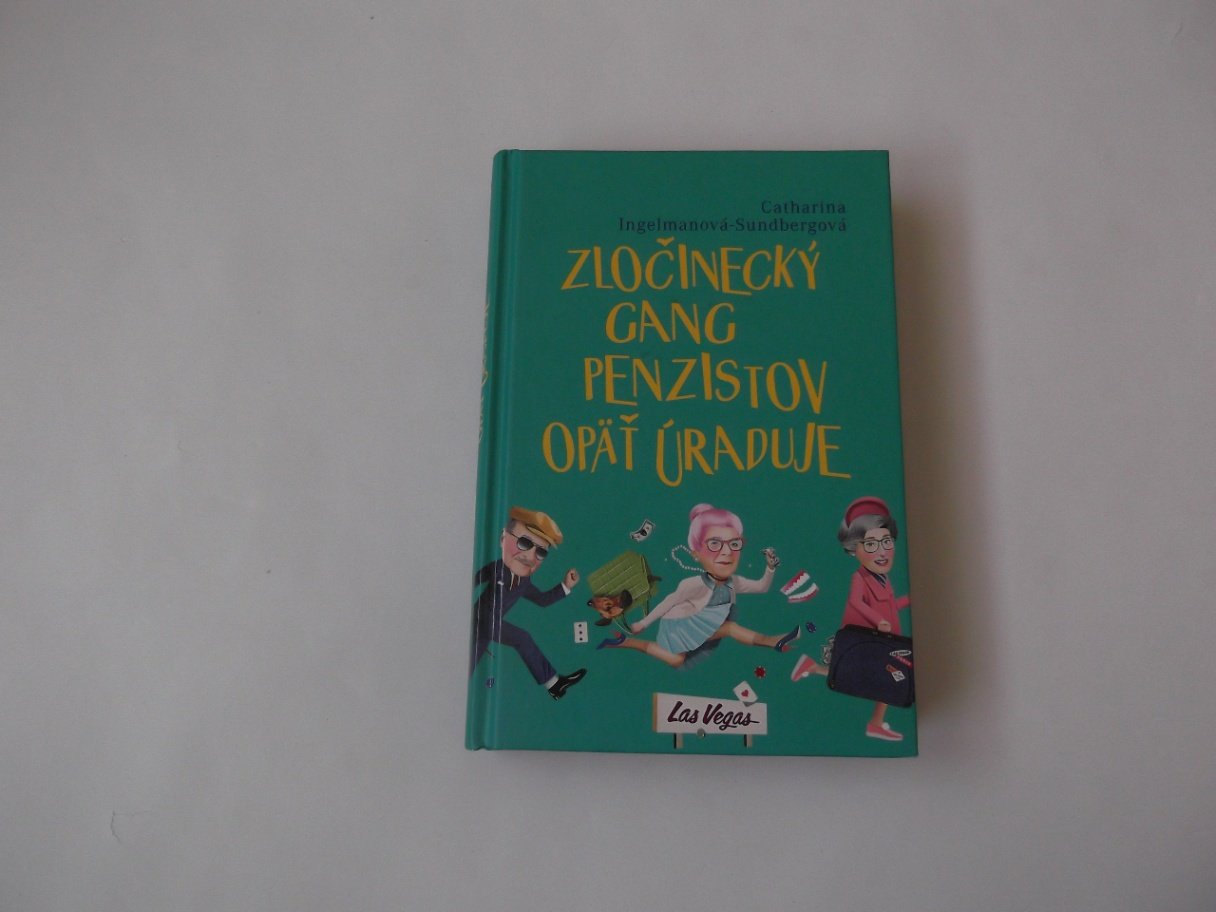 Catharina
Ingelmanová-Sundbergová
ZLOČINECKÝ
GANG
PENZISTOV
OPÄŤ ÚRADUJE
Las Vegas